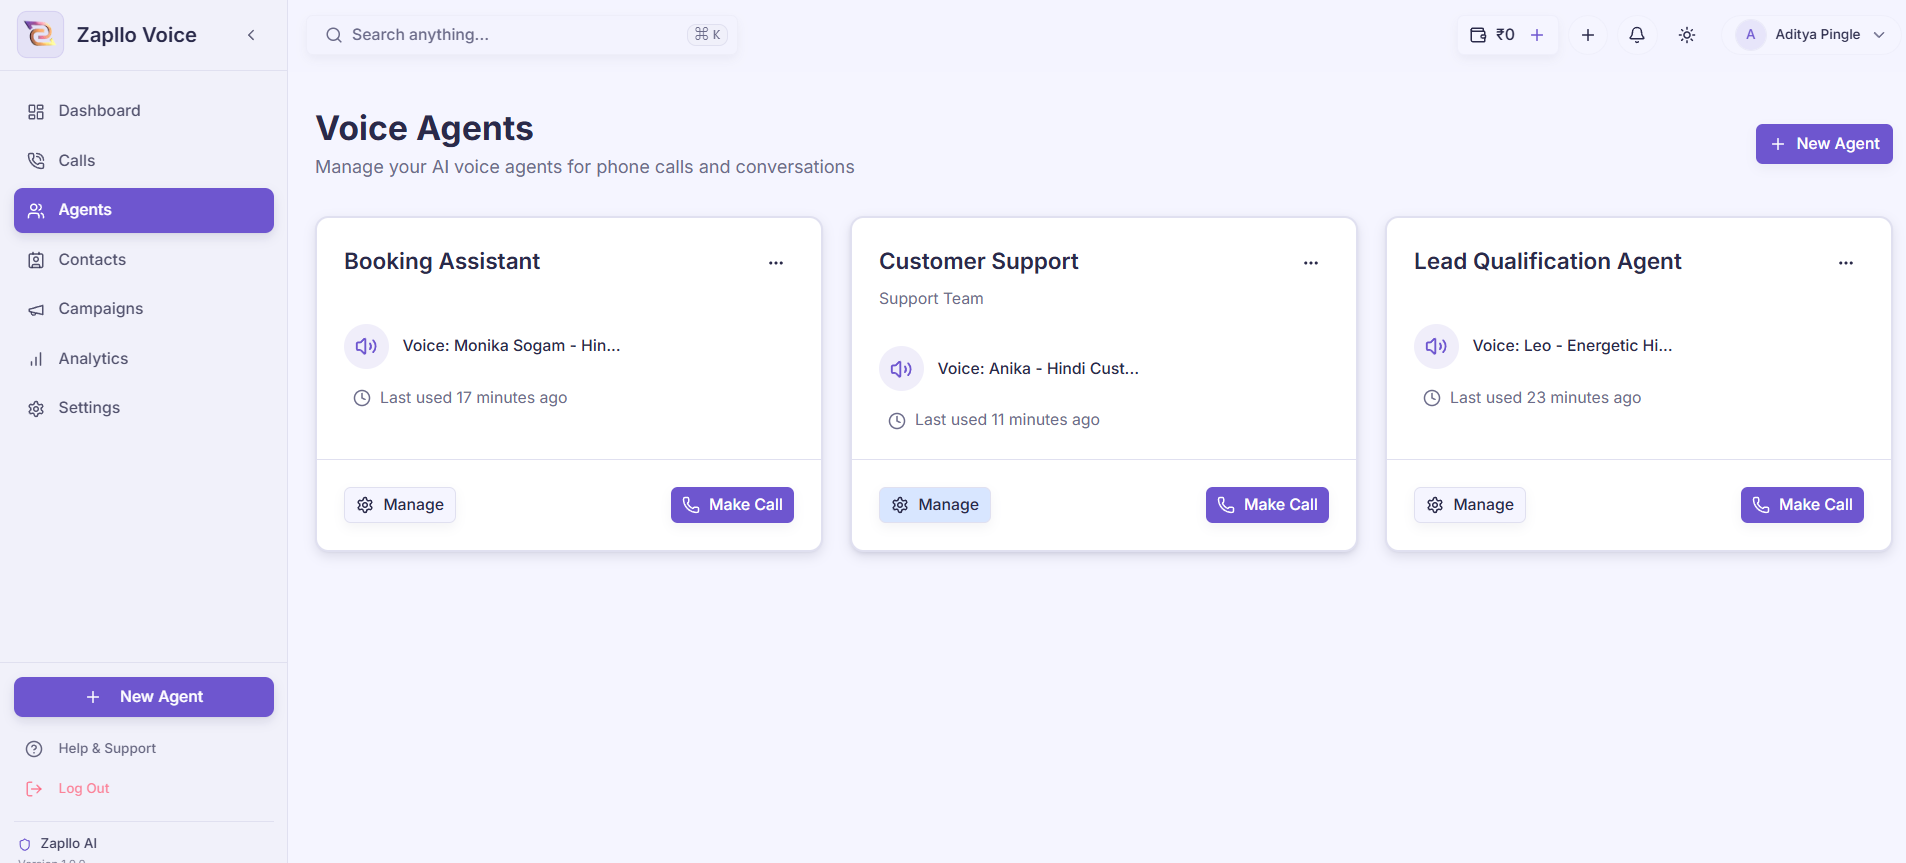 Zapllo Voice
Search anything...
⌘ K
₹0
A
Aditya Pingle
Dashboard
Calls
Agents
Contacts
Campaigns
Analytics
Settings
Voice Agents
Manage your AI voice agents for phone calls and conversations
New Agent
Booking Assistant
Voice: Monika Sogam - Hin...
Last used 17 minutes ago
Manage
Make Call
Customer Support
Support Team
Voice: Anika - Hindi Cust...
Last used 11 minutes ago
Manage
Make Call
Lead Qualification Agent
Voice: Leo - Energetic Hi...
Last used 23 minutes ago
Manage
Make Call
New Agent
Help & Support
Log Out
Zapllo AI